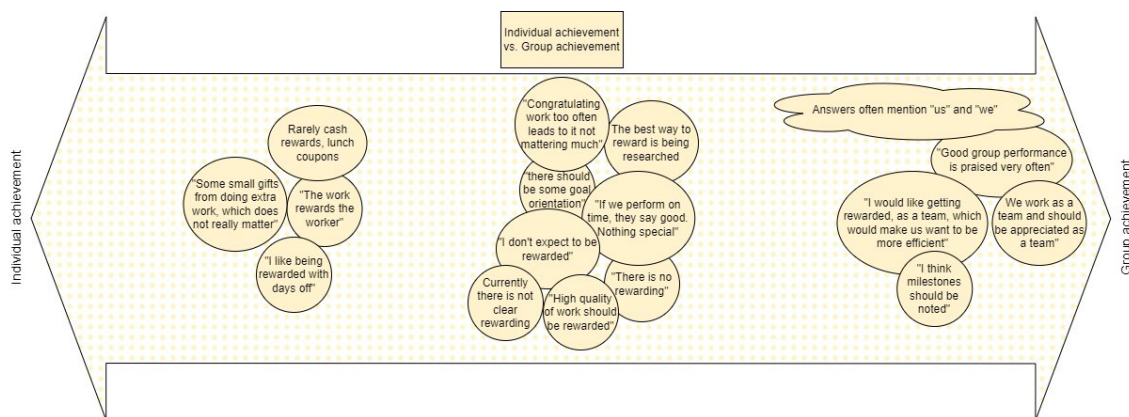 Individual achievement
vs. Group achievement
Individual achievement
Rarely cash
rewards, lunch
coupons
"Some small gifts
from doing extra
work, which does
not really matter"
"The work
rewards the
worker"
"I like being
rewarded with
days off"
"Congratulating
work too often
leads to it not
mattering much"
The best way to
reward is being
researched
"there should
be some goal
orientation"
"If we perform on
time, they say good.
Nothing special"
"I don't expect to be
rewarded"
"There is no
rewarding"
Currently
there is not
clear
rewarding
"High quality
of work should
be rewarded"
Answers often mention "us" and "we"
"Good group performance
is praised very often"
"I would like getting
rewarded, as a team, which
would make us want to be
more efficient"
We work as a
team and should
be appreciated as
a team"
"I think
milestones
should be
noted"
Group achievement